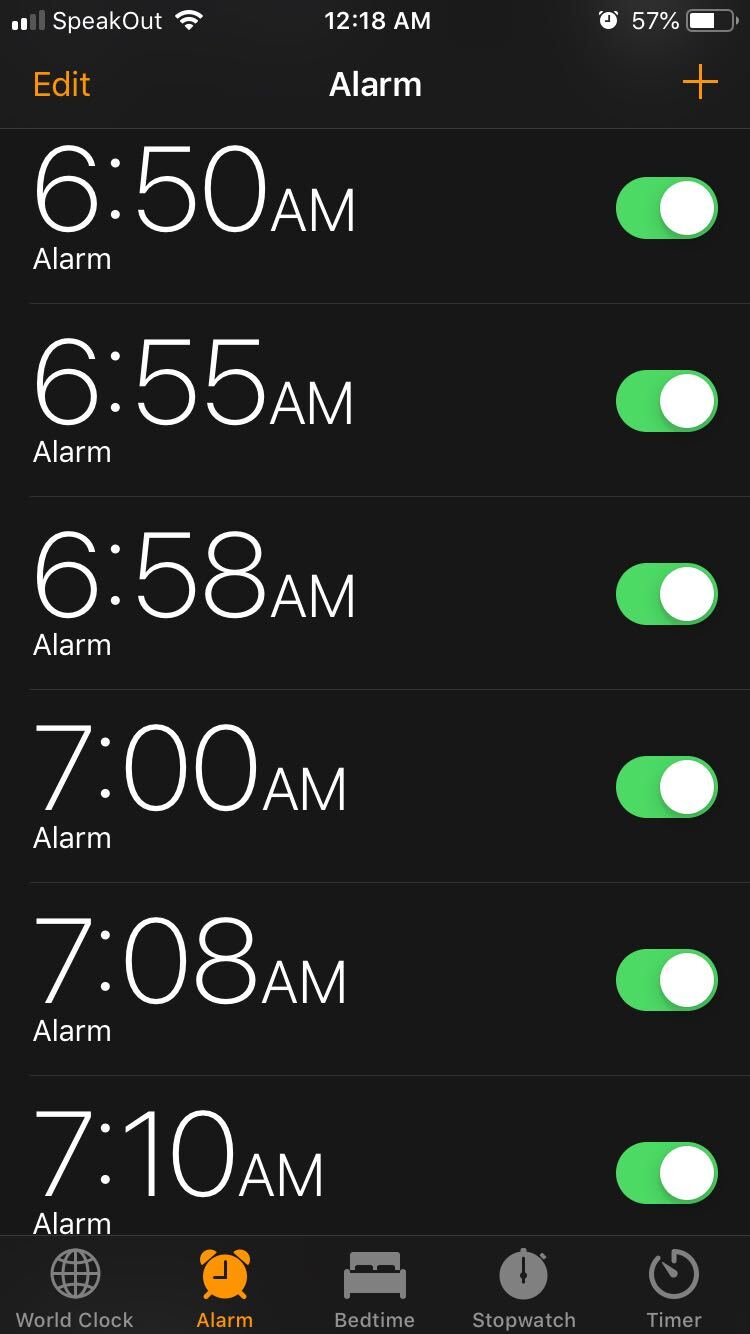 SpeakOut 12:18 AM 57%
Edit Alarm +
6:50AM
Alarm
6:55AM
Alarm
6:58AM
Alarm
7:00AM
Alarm
7:08AM
Alarm
7:10AM
Alarm
World Clock Alarm Bedtime Stopwatch Timer